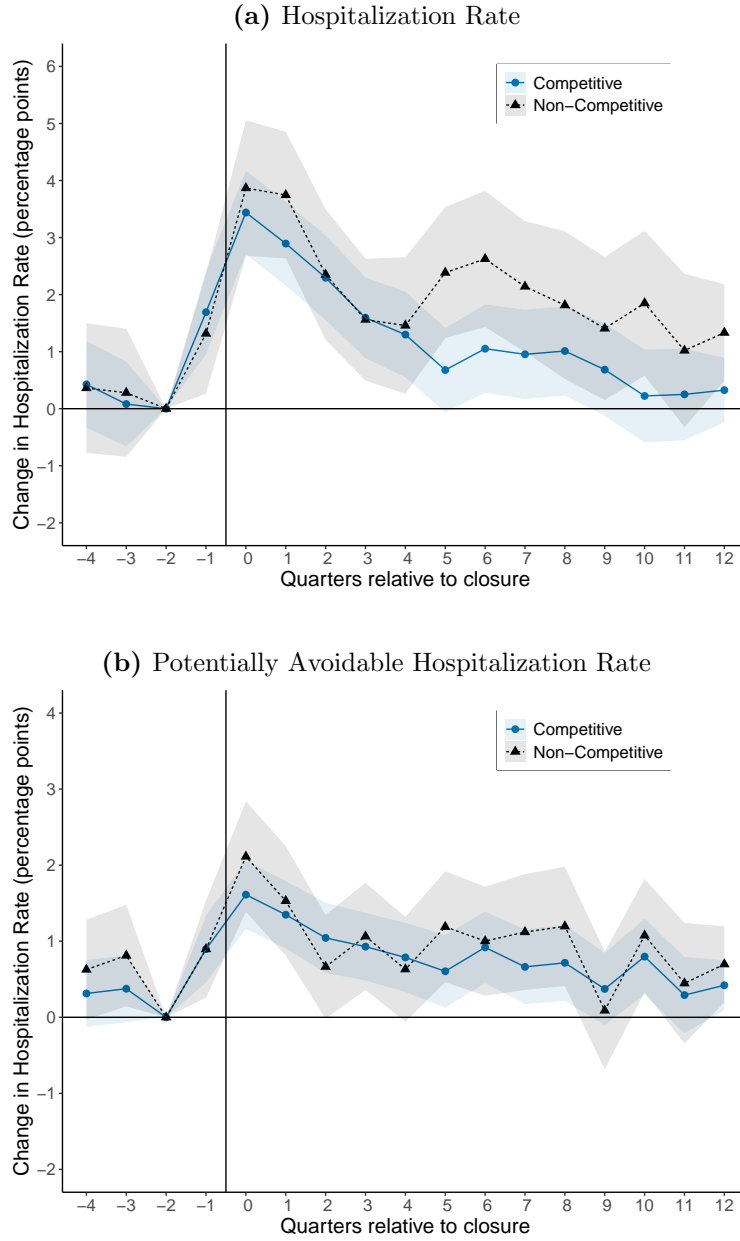 (a) Hospitalization Rate
Change in Hospitalization Rate (percentage points)
6
5
4
3
2
1
0
−1
−2
Competitive
Non−Competitive
−4 −3 −2 −1 0 1 2 3 4 5 6 7 8 9 10 11 12
Quarters relative to closure
(b) Potentially Avoidable Hospitalization Rate
Change in Hospitalization Rate (percentage points)
4
3
2
1
0
−1
−2
Competitive
Non−Competitive
−4 −3 −2 −1 0 1 2 3 4 5 6 7 8 9 10 11 12
Quarters relative to closure